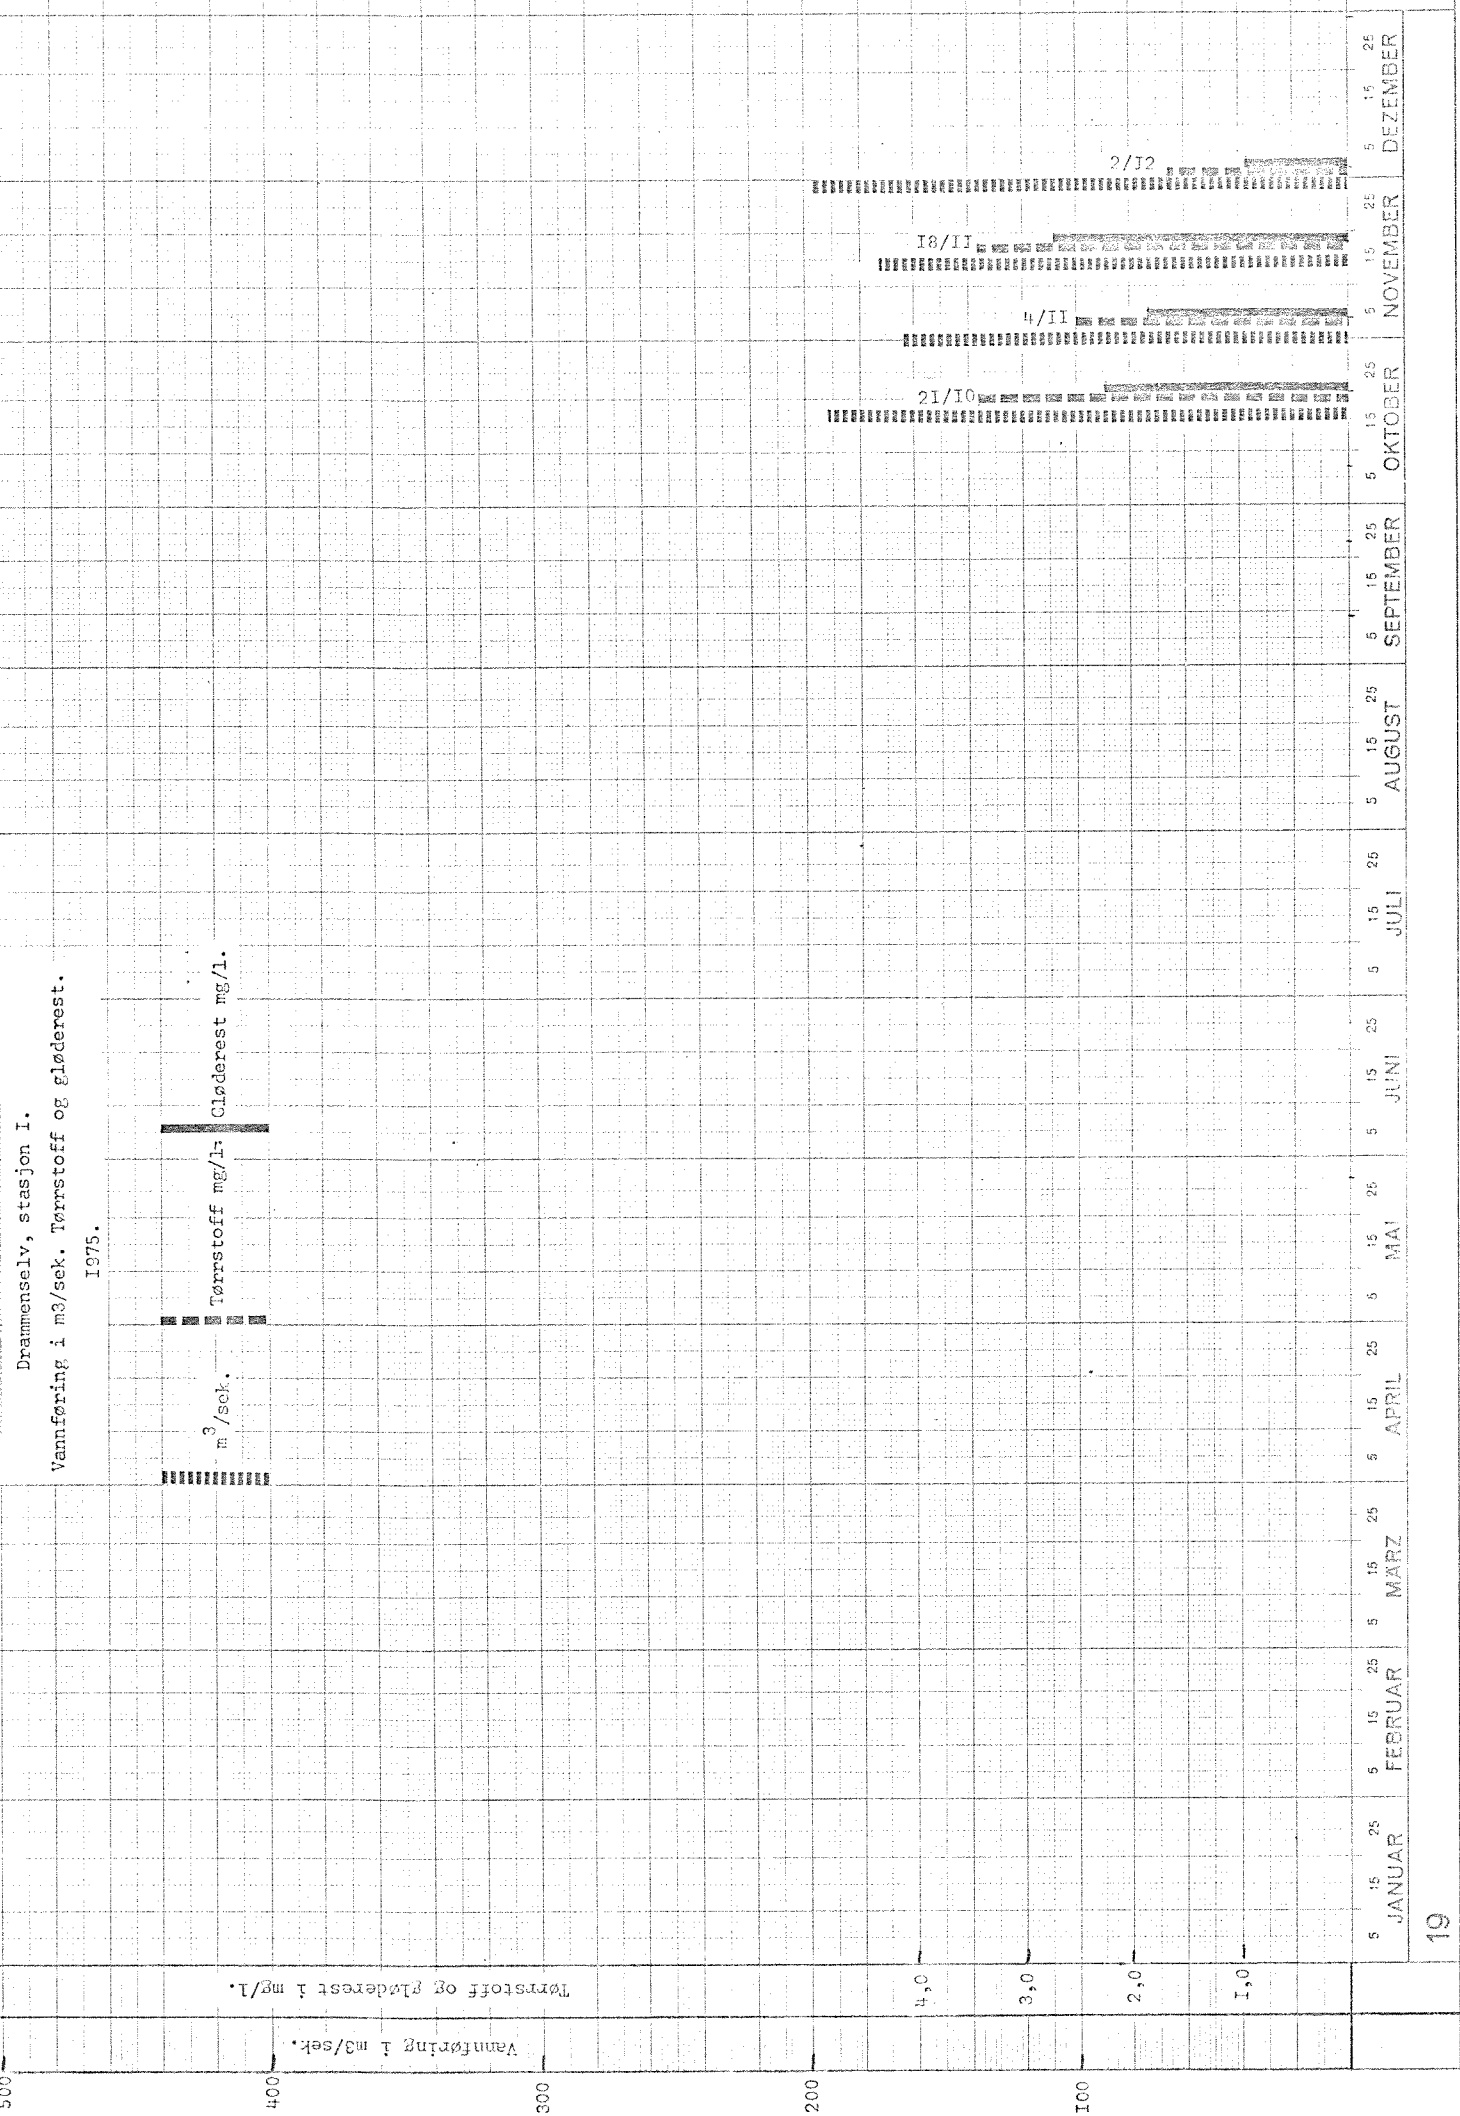 Drammenselv, stasjon I.
Vannføring i m3/sek. Tørrstoff og gløderest.
I975.
m3/sek.
Tørrstoff mg/l.
Cløderest mg/l.
Vannføring i m3/sek.
Tørrstoff og gløderest i mg/l.
500
400
300
200
I00
4,0
3,0
2,0
I,0
2I/I0
4/II
I8/II
2/I2
5 15 25 5 15 25 5 15 25 5 15 25 5 15 25 5 15 25 5 15 25 5 15 25 5 15 25 5 15 25 5 15 25 5 15 25
JANUAR FEBRUAR MÄRZ APRIL MAI JUNI JULI AUGUST SEPTEMBER OKTOBER NOVEMBER DEZEMBER
19